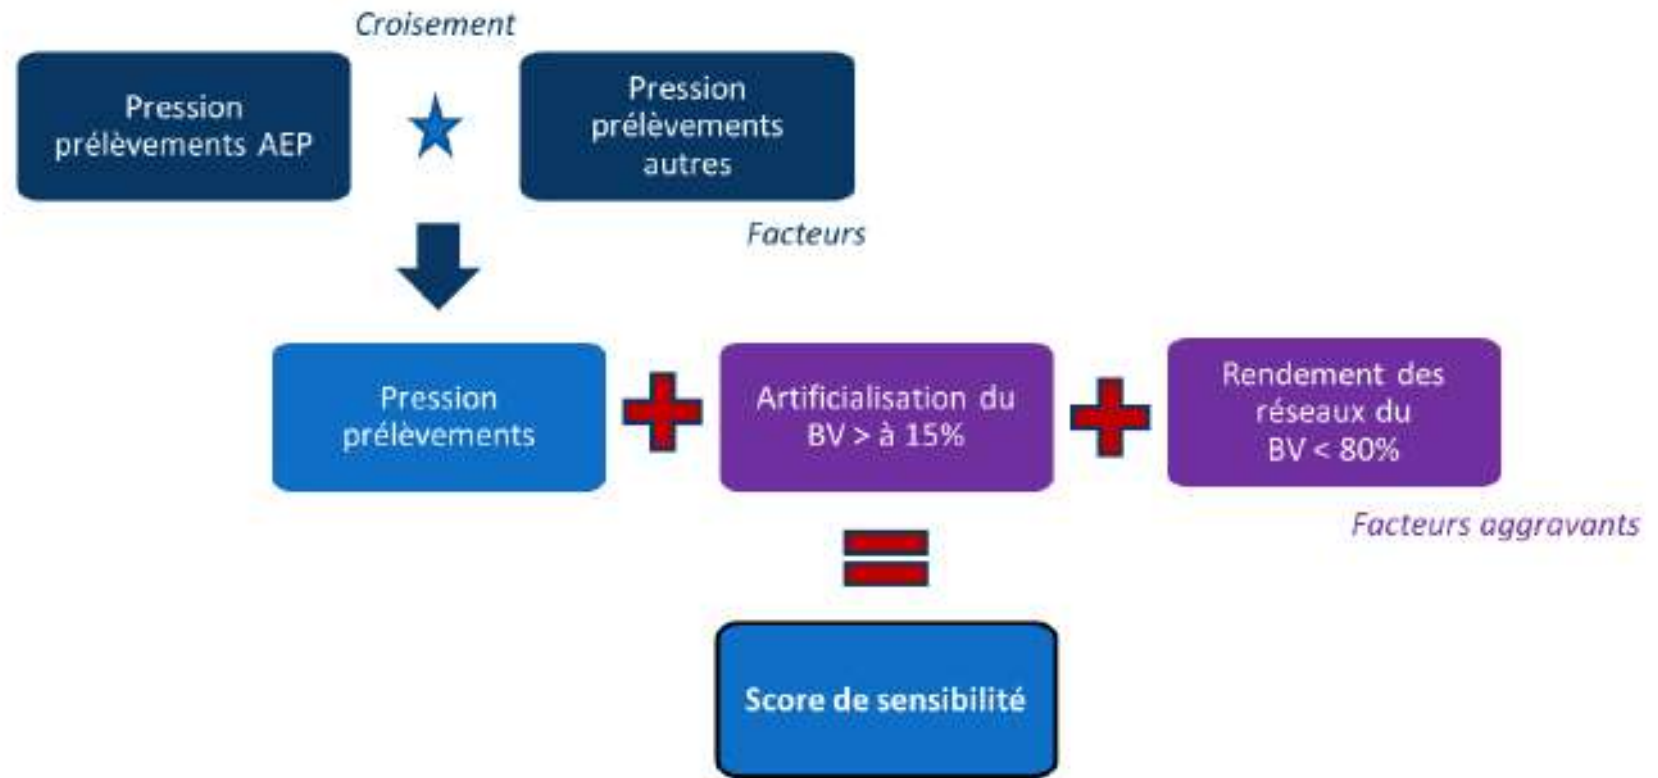 Croisement
Pression
prélèvements AEP
Pression
prélèvements
autres
Facteurs
Pression
prélèvements
Artificialisation du
BV > à 15%
Rendement des
réseaux du
BV < 80%
Facteurs aggravants
Score de sensibilité